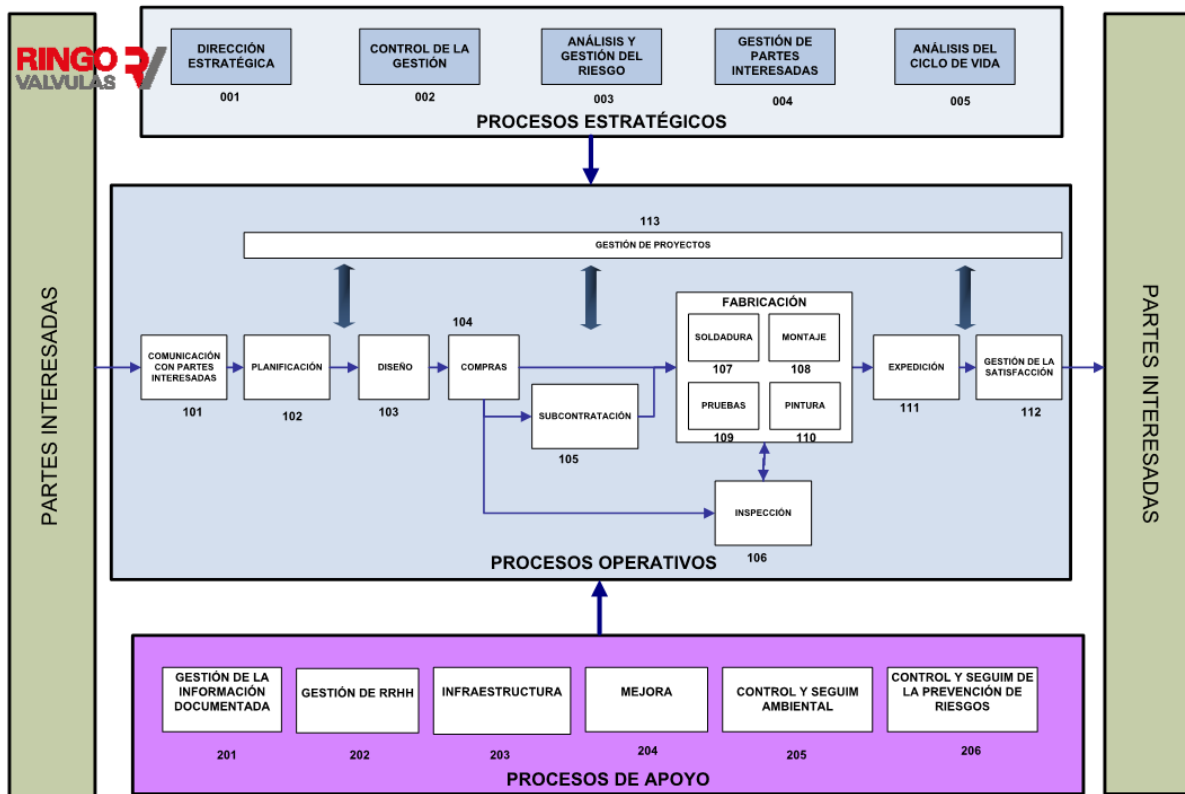 RINGO
VALVULAS
RV
DIRECCIÓN
ESTRATÉGICA
001
CONTROL DE LA
GESTIÓN
002
ANÁLISIS Y
GESTIÓN DEL
RIESGO
003
GESTIÓN DE
PARTES
INTERESADAS
004
ANÁLISIS DEL
CICLO DE VIDA
005
PROCESOS ESTRATÉGICOS
PARTES INTERESADAS
113
GESTIÓN DE PROYECTOS
COMUNICACIÓN
CON PARTES
INTERESADAS
101
PLANIFICACIÓN
102
DISEÑO
103
104
COMPRAS
SUBCONTRATACIÓN
105
FABRICACIÓN
SOLDADURA
107
MONTAJE
108
PRUEBAS
109
PINTURA
110
INSPECCIÓN
106
EXPEDICIÓN
111
GESTIÓN DE LA
SATISFACCIÓN
112
PROCESOS OPERATIVOS
PARTES INTERESADAS
GESTIÓN DE LA
INFORMACIÓN
DOCUMENTADA
201
GESTIÓN DE RRHH
202
INFRAESTRUCTURA
203
MEJORA
204
CONTROL Y SEGUIM
AMBIENTAL
205
CONTROL Y SEGUIM DE
LA PREVENCIÓN DE
RIESGOS
206
PROCESOS DE APOYO